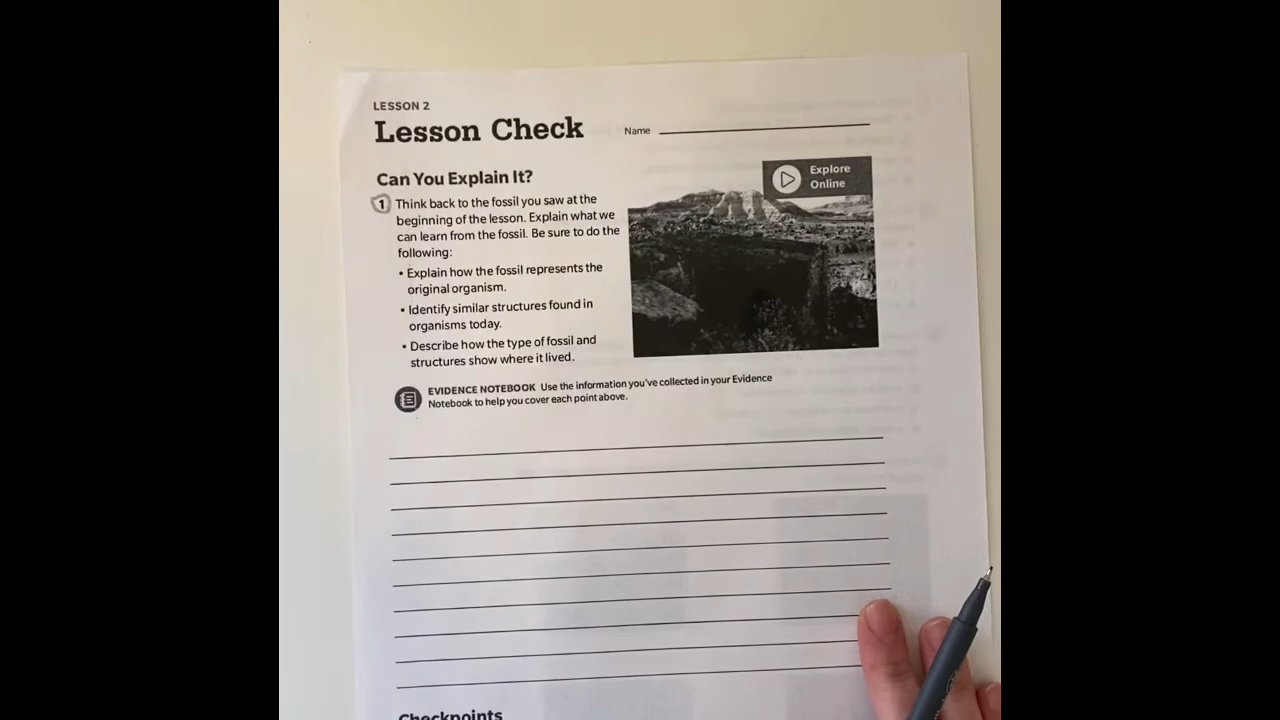 LESSON 2
Lesson Check
Name
Can You Explain It?
1 Think back to the fossil you saw at the
beginning of the lesson. Explain what we
can learn from the fossil. Be sure to do the
following:
• Explain how the fossil represents the
original organism.
• Identify similar structures found in
organisms today.
• Describe how the type of fossil and
structures show where it lived.
Explore
Online
EVIDENCE NOTEBOOK Use the information you've collected in your Evidence
Notebook to help you cover each point above.
Checkpoints